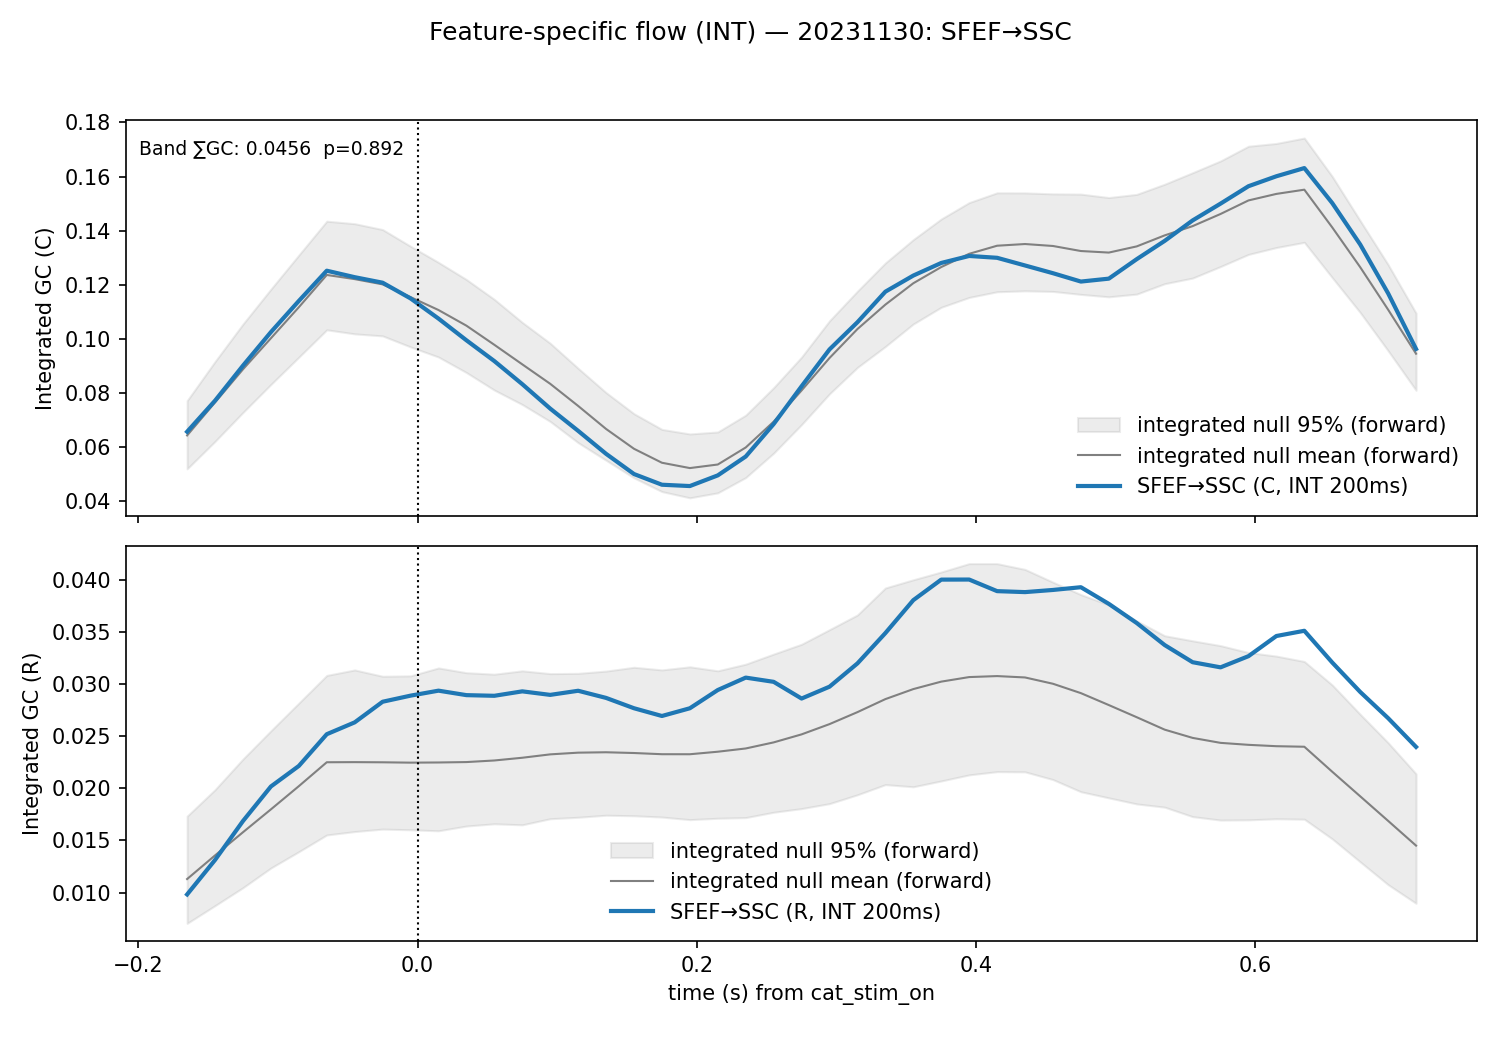 Feature-specific flow (INT) — 20231130: SFEF→SSC
Integrated GC (C)
0.18
0.16
0.14
0.12
0.10
0.08
0.06
0.04
Band ∑GC: 0.0456  p=0.892
integrated null 95% (forward)
integrated null mean (forward)
SFEF→SSC (C, INT 200ms)
Integrated GC (R)
0.040
0.035
0.030
0.025
0.020
0.015
0.010
integrated null 95% (forward)
integrated null mean (forward)
SFEF→SSC (R, INT 200ms)
−0.2 0.0 0.2 0.4 0.6
time (s) from cat_stim_on